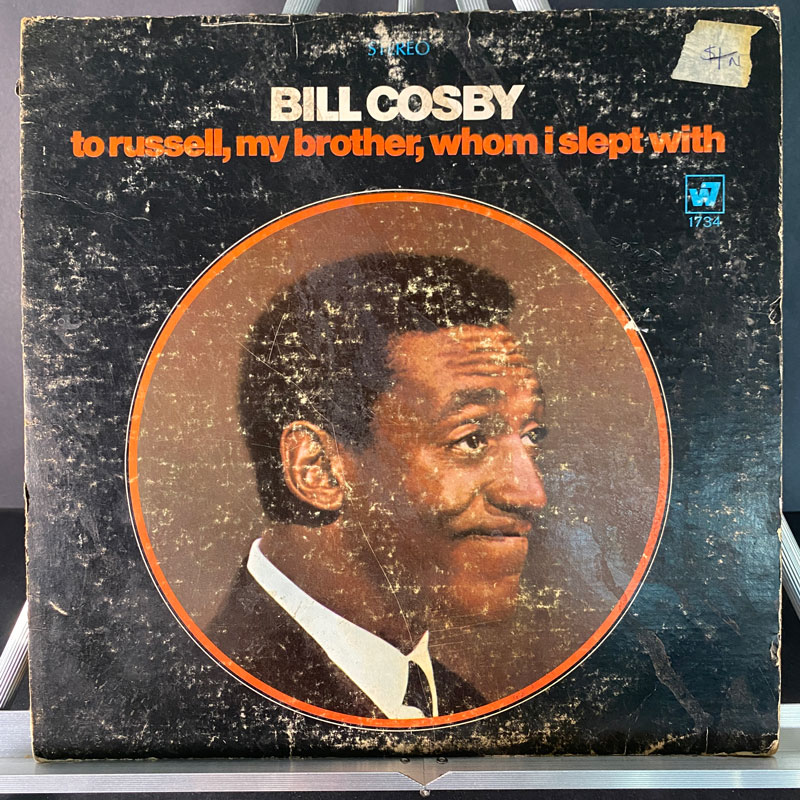 STEREO
BILL COSBY
to russell, my brother, whom i slept with
W7
1734